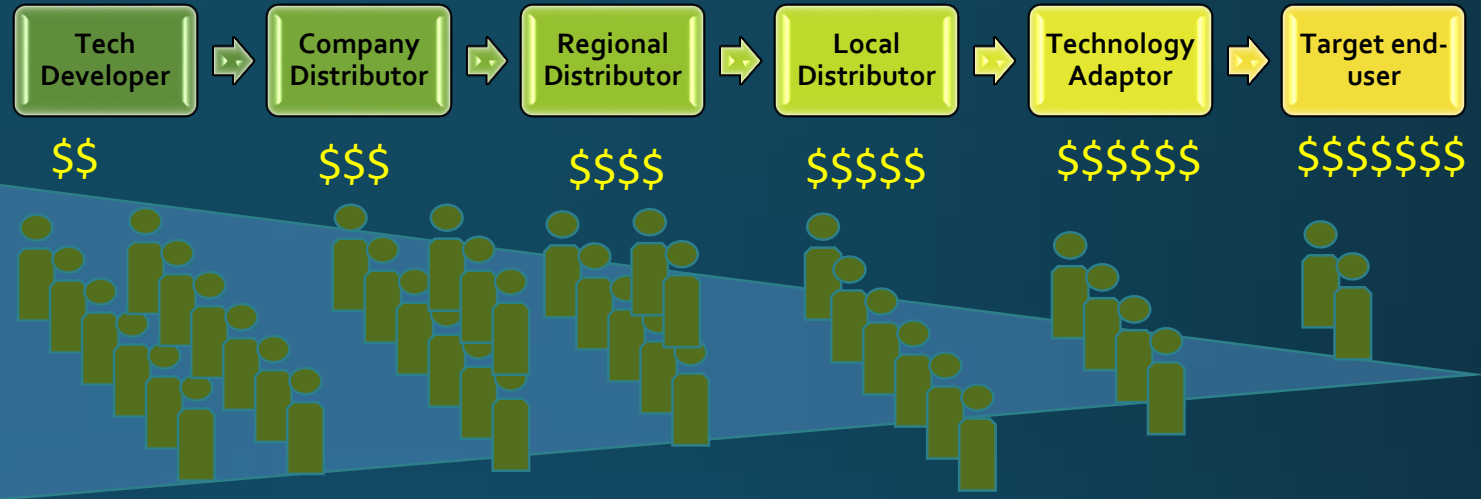 Tech
Developer
Company
Distributor
Regional
Distributor
Local
Distributor
Technology
Adaptor
Target end-
user
$$
$$$
$$$$
$$$$$
$$$$$$
$$$$$$$